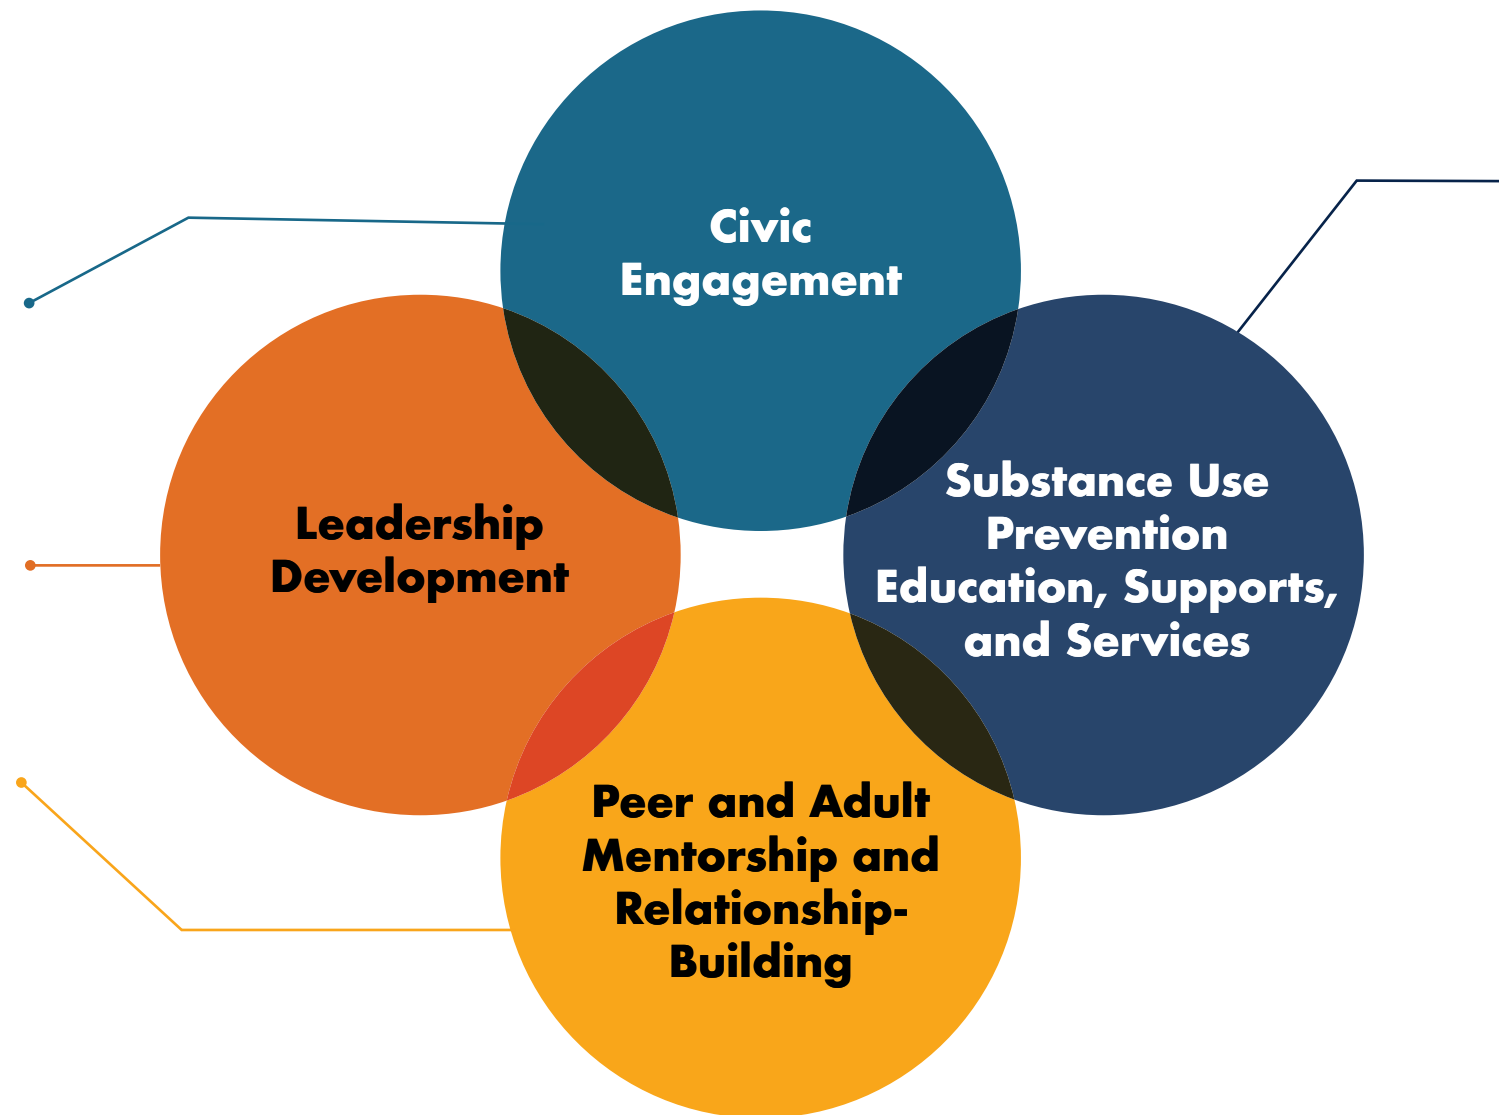 Civic
Engagement
Leadership
Development
Substance Use
Prevention
Education, Supports,
and Services
Peer and Adult
Mentorship and
Relationship-
Building